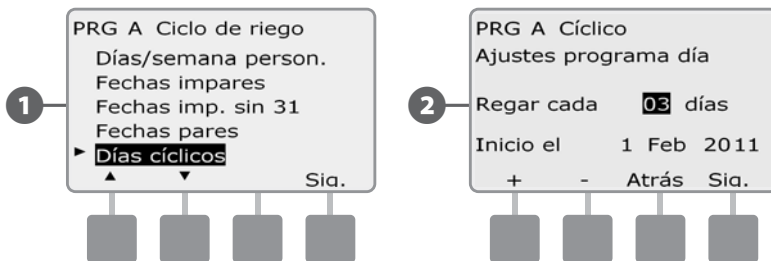 1
PRG A Ciclo de riego
Días/semana person.
Fechas impares
Fechas imp. sin 31
Fechas pares
► Días cíclicos
▲ ▼ Sig.
2
PRG A Cíclico
Ajustes programa día
Regar cada 03 días
Inicio el 1 Feb 2011
+ - Atrás Sig.